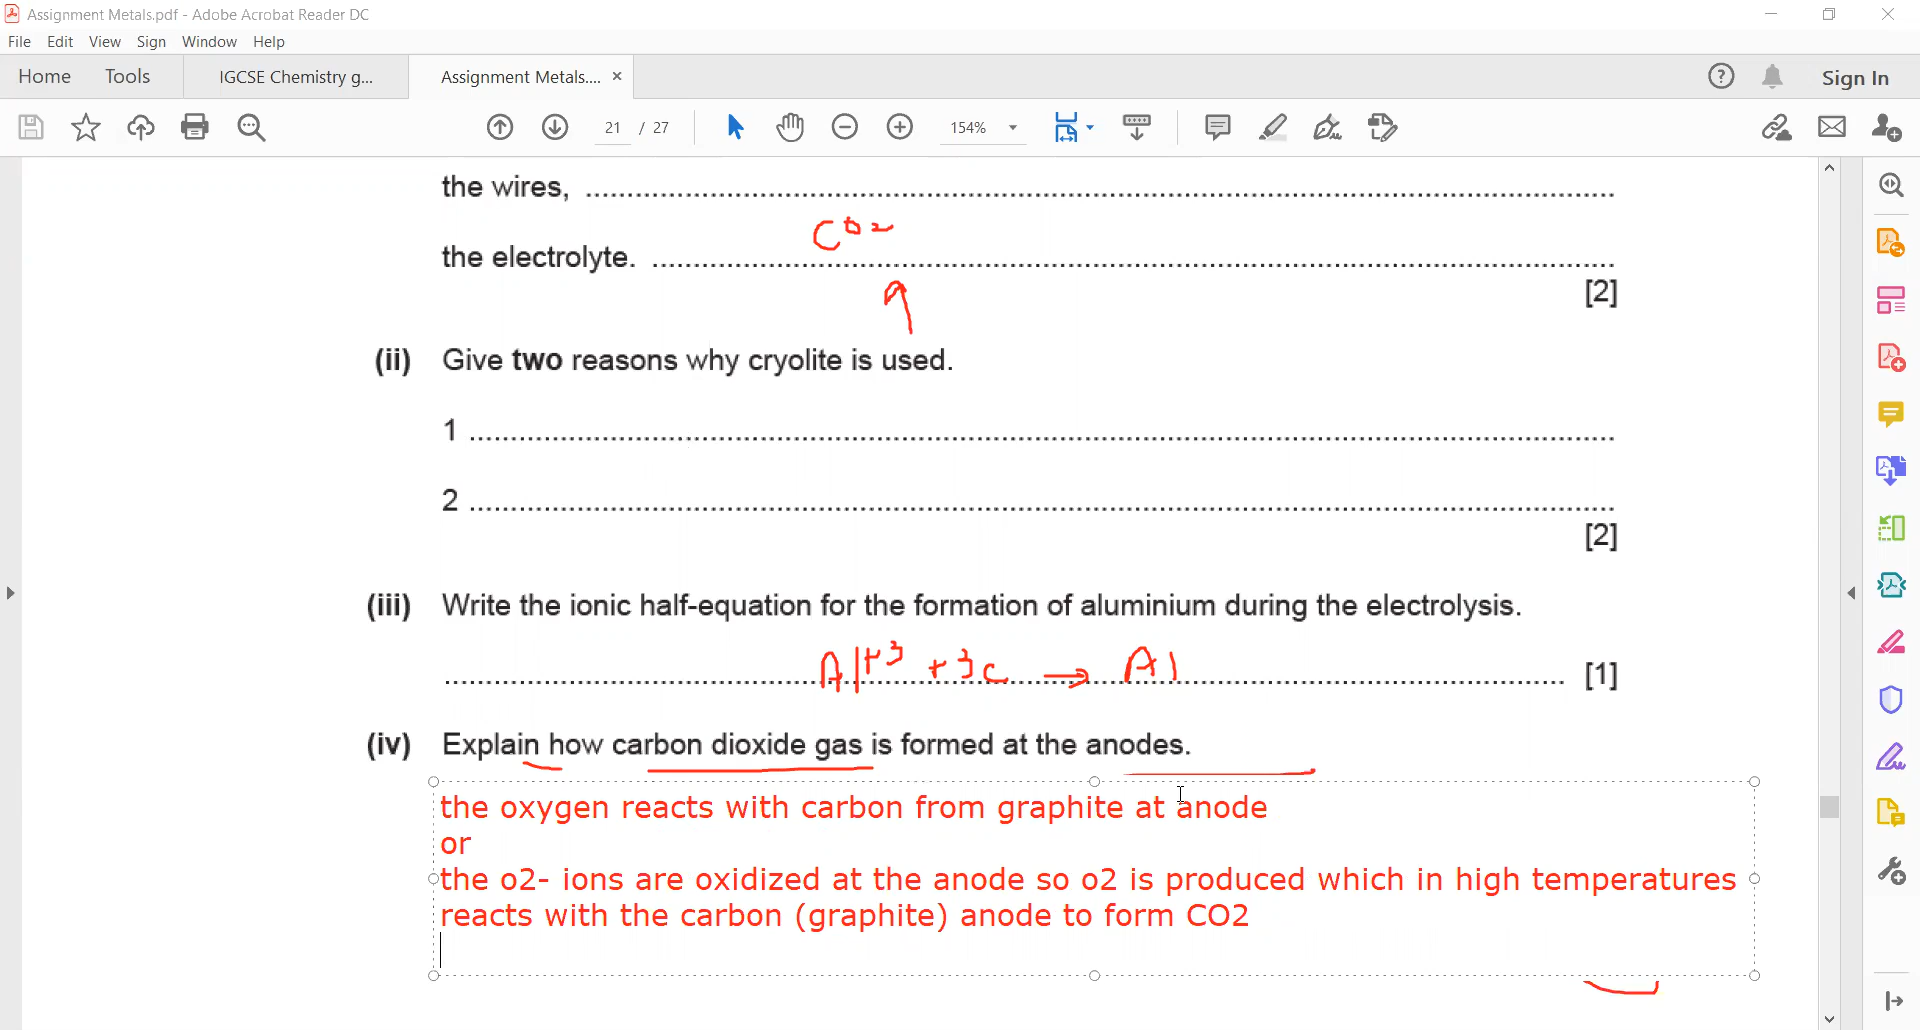 Assignment Metals.pdf - Adobe Acrobat Reader DC
File Edit View Sign Window Help
Home Tools IGCSE Chemistry g... Assignment Metals.... × Sign In
21 / 27 154%
the wires, ..........
CO2
the electrolyte. ..........
[2]
(ii) Give two reasons why cryolite is used.
1 ..........
2 ..........
[2]
(iii) Write the ionic half-equation for the formation of aluminium during the electrolysis.
Al+3 + 3e → Al [1]
(iv) Explain how carbon dioxide gas is formed at the anodes.
the oxygen reacts with carbon from graphite at anode
or
the o2- ions are oxidized at the anode so o2 is produced which in high temperatures
reacts with the carbon (graphite) anode to form CO2